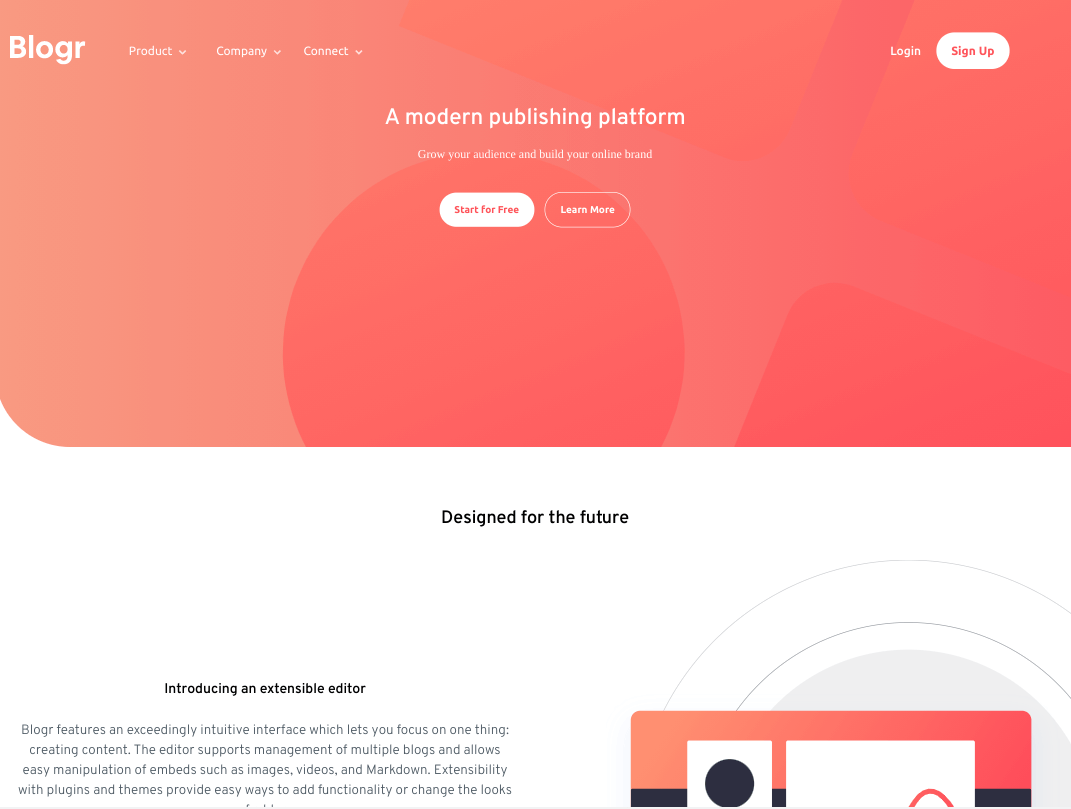 Blogr Product Company Connect Login Sign Up
A modern publishing platform
Grow your audience and build your online brand
Start for Free Learn More
Designed for the future
Introducing an extensible editor
Blogr features an exceedingly intuitive interface which lets you focus on one thing:
creating content. The editor supports management of multiple blogs and allows
easy manipulation of embeds such as images, videos, and Markdown. Extensibility
with plugins and themes provide easy ways to add functionality or change the looks